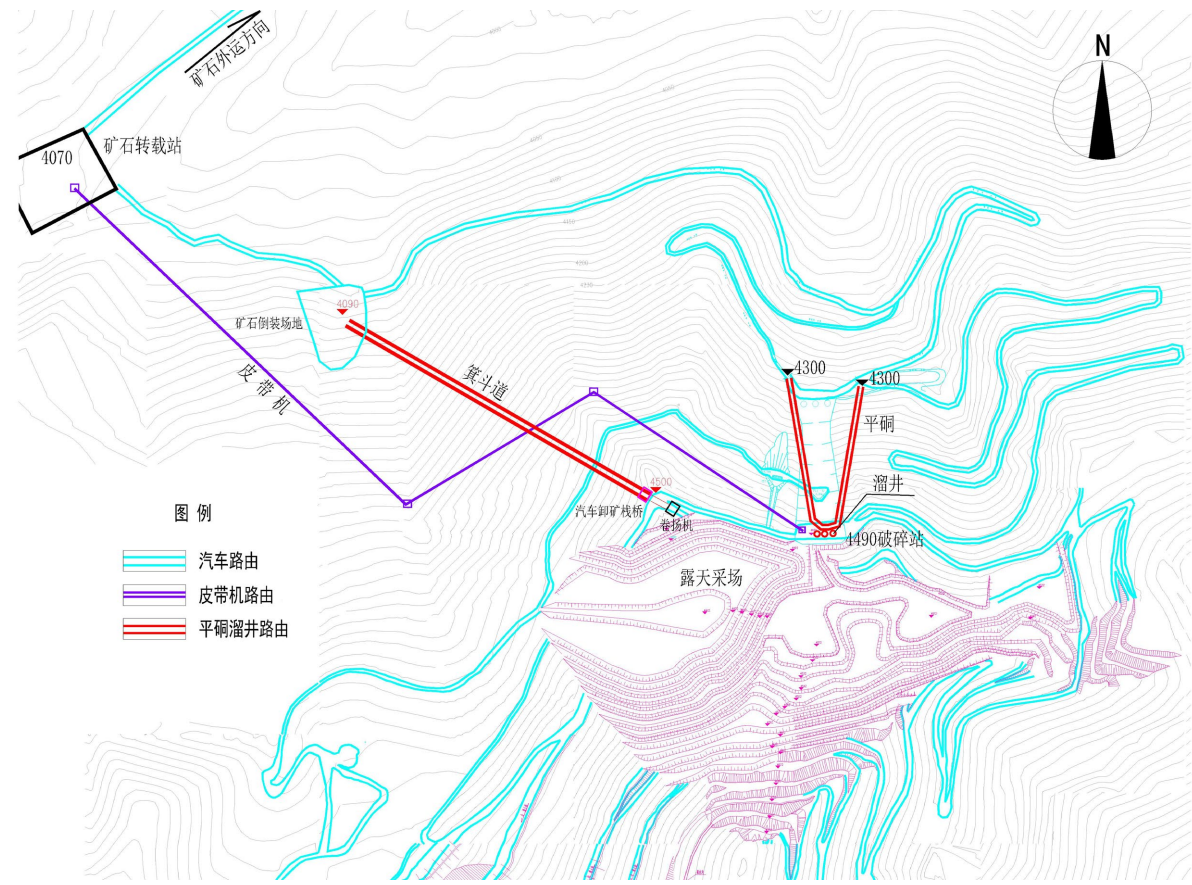 矿石外运方向
N
矿石转载站
4070
4090
矿石倒装场地
皮带机
箕斗道
4300
4300
平硐
溜井
4500
汽车卸矿栈桥
卷扬机
4490破碎站
露天采场
图 例
汽车路由
皮带机路由
平硐溜井路由